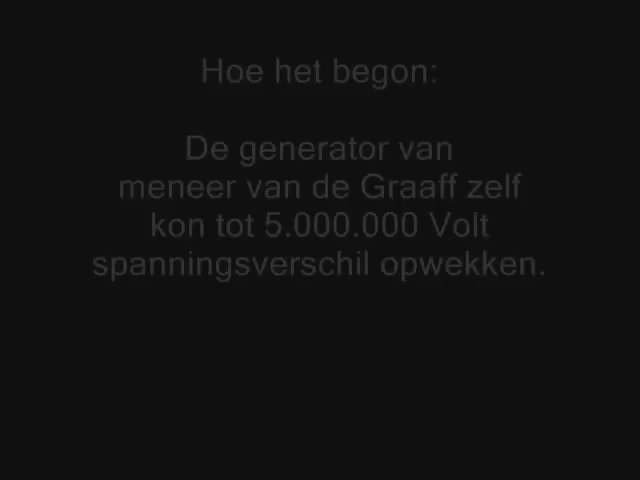 Hoe het begon:
De generator van
meneer van de Graaff zelf
kon tot 5.000.000 Volt
spanningsverschil opwekken.